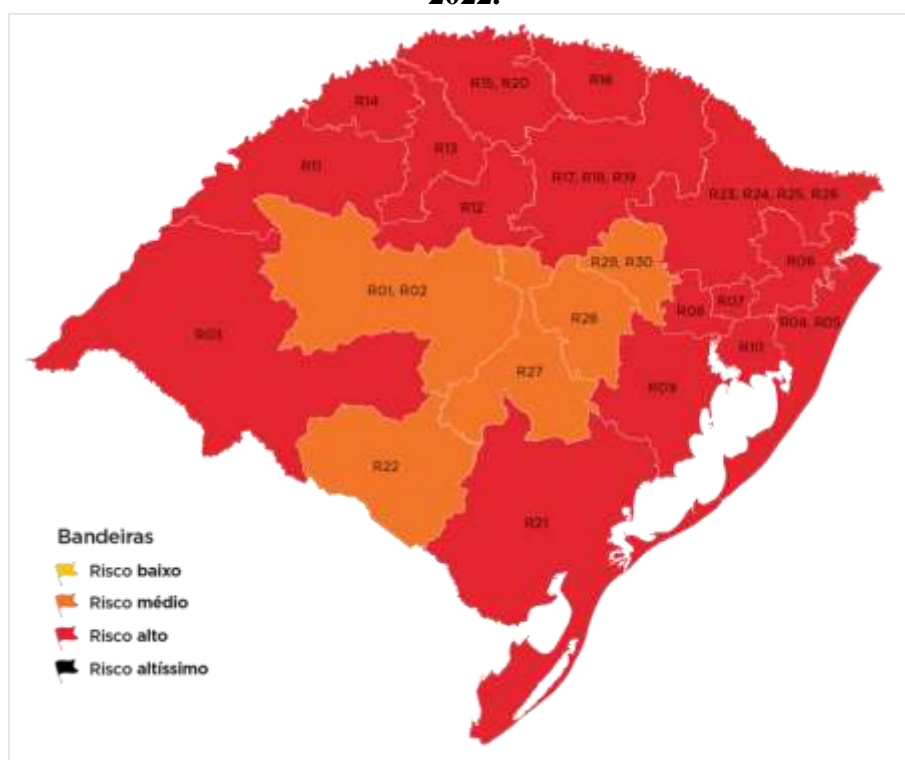 2022.
R15, R20
R16
R14
R13
R11
R17, R18, R19
R23, R24, R25, R26
R12
R06
R29, R30
R01, R02
R07
R08
R28
R04, R05
R03
R10
R27
R09
R22
R21
Bandeiras
Risco baixo
Risco médio
Risco alto
Risco altíssimo